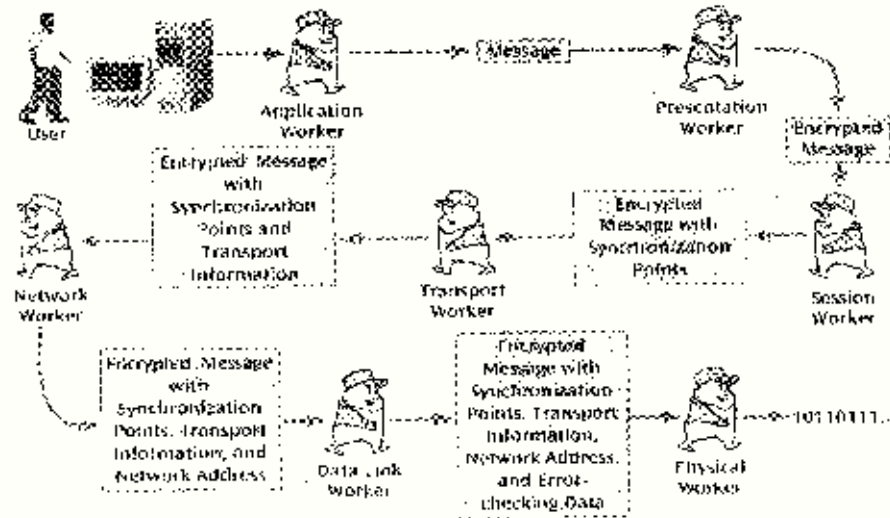 User
Application
Worker
Message
Presentation
Worker
Encrypted
Message
Session
Worker
Encrypted
Message with
Synchronization
Points
Transport
Worker
Encrypted Message
with
Synchronization
Points and
Transport
Information
Network
Worker
Encrypted Message
with
Synchronization
Points, Transport
Information, and
Network Address
Data Link
Worker
Encrypted
Message with
Synchronization
Points, Transport
Information,
Network Address
and Error-
checking Data
Physical
Worker
10110111...